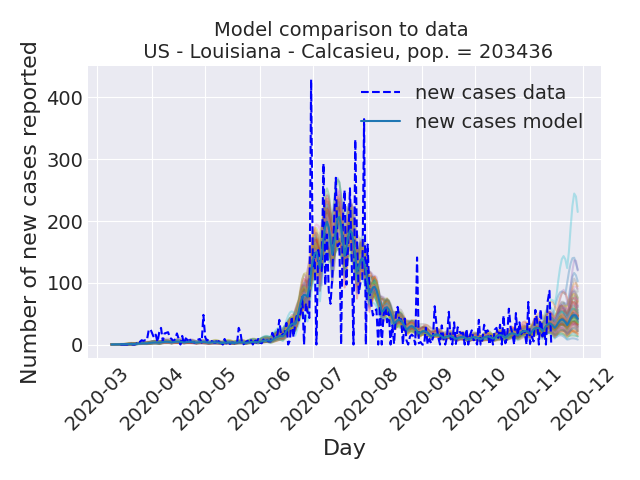 Model comparison to data
US - Louisiana - Calcasieu, pop. = 203436
Number of new cases reported
400
300
200
100
0
new cases data
new cases model
2020-03
2020-04
2020-05
2020-06
2020-07
2020-08
2020-09
2020-10
2020-11
2020-12
Day